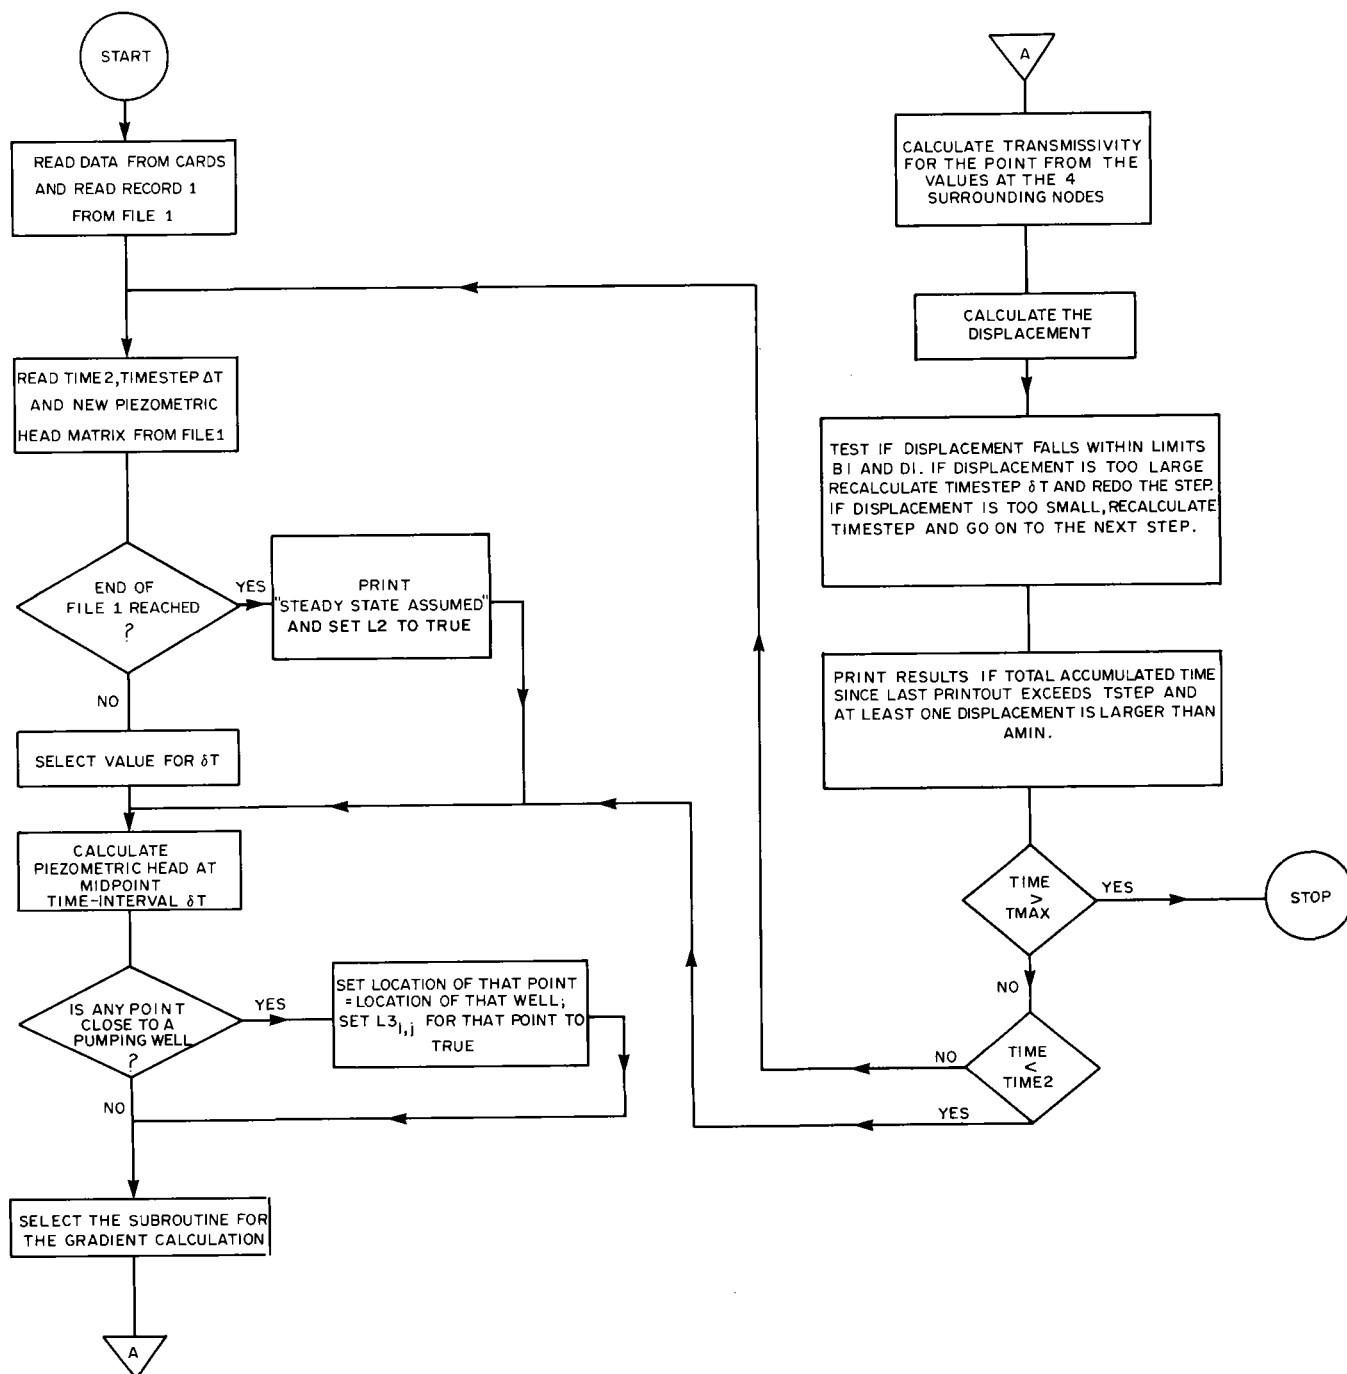 START
READ DATA FROM CARDS
AND READ RECORD 1
FROM FILE 1
READ TIME2, TIMESTEP ΔT
AND NEW PIEZOMETRIC
HEAD MATRIX FROM FILE1
END OF
FILE 1 REACHED
?
YES
PRINT
"STEADY STATE ASSUMED"
AND SET L2 TO TRUE
NO
SELECT VALUE FOR δT
CALCULATE
PIEZOMETRIC HEAD AT
MIDPOINT
TIME-INTERVAL δT
IS ANY POINT
CLOSE TO A
PUMPING WELL
?
YES
SET LOCATION OF THAT POINT
= LOCATION OF THAT WELL;
SET L3i,j FOR THAT POINT TO
TRUE
NO
SELECT THE SUBROUTINE FOR
THE GRADIENT CALCULATION
A
A
CALCULATE TRANSMISSIVITY
FOR THE POINT FROM THE
VALUES AT THE 4
SURROUNDING NODES
CALCULATE THE
DISPLACEMENT
TEST IF DISPLACEMENT FALLS WITHIN LIMITS
B1 AND D1. IF DISPLACEMENT IS TOO LARGE
RECALCULATE TIMESTEP δT AND REDO THE STEP.
IF DISPLACEMENT IS TOO SMALL, RECALCULATE
TIMESTEP AND GO ON TO THE NEXT STEP.
PRINT RESULTS IF TOTAL ACCUMULATED TIME
SINCE LAST PRINTOUT EXCEEDS TSTEP AND
AT LEAST ONE DISPLACEMENT IS LARGER THAN
AMIN.
TIME
>
TMAX
YES
STOP
NO
TIME
<
TIME2
NO
YES